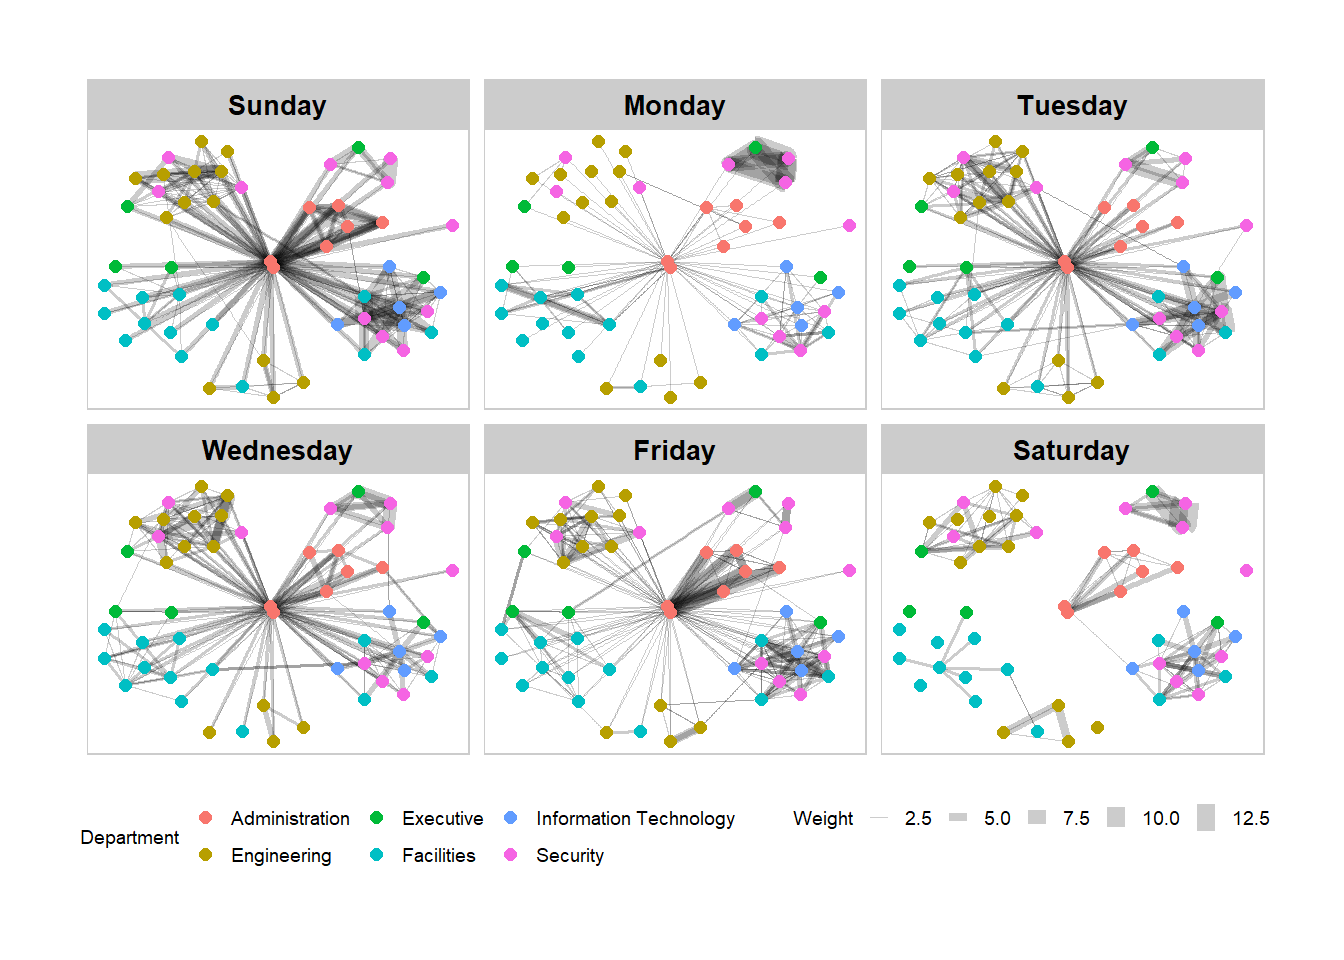 Sunday
Monday
Tuesday
Wednesday
Friday
Saturday
Department
Administration
Executive
Information Technology
Engineering
Facilities
Security
Weight
2.5
5.0
7.5
10.0
12.5